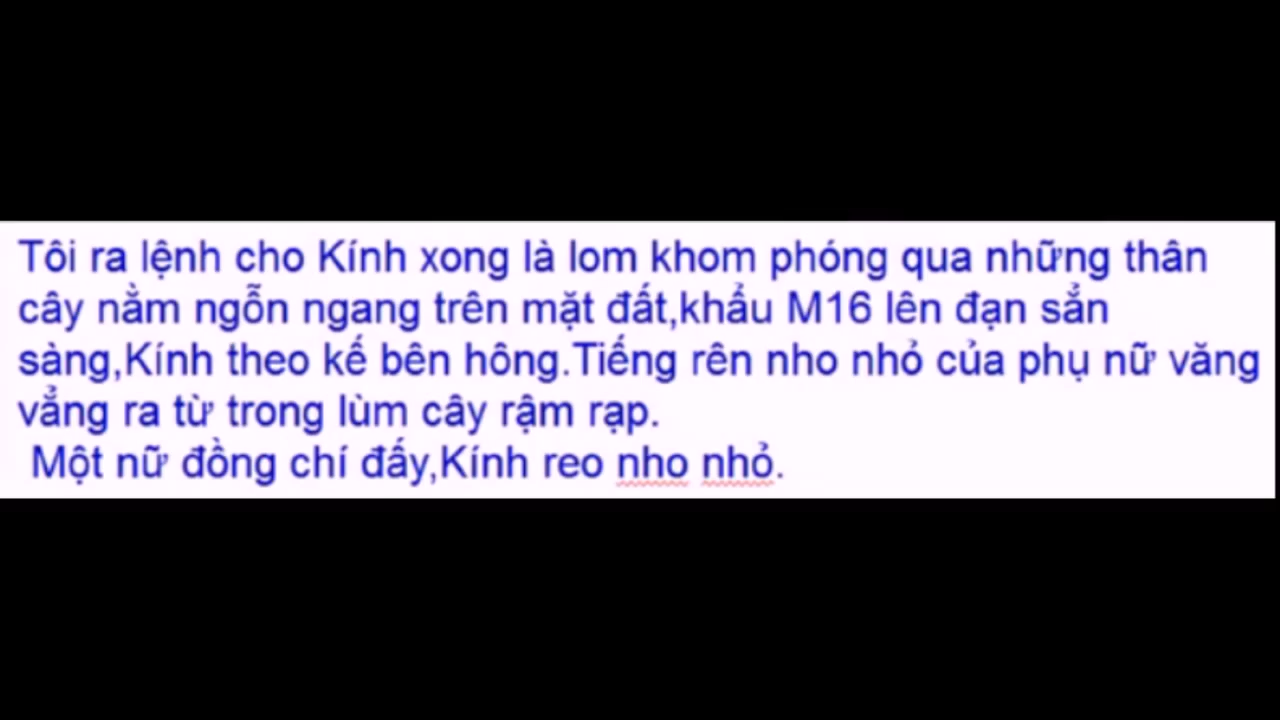 Tôi ra lệnh cho Kính xong là lom khom phóng qua những thân
cây nằm ngỗn ngang trên mặt đất,khẩu M16 lên đạn sẳn
sàng,Kính theo kế bên hông.Tiếng rên nho nhỏ của phụ nữ văng
vẳng ra từ trong lùm cây rậm rạp.
Một nữ đồng chí đấy,Kính reo nho nhỏ.